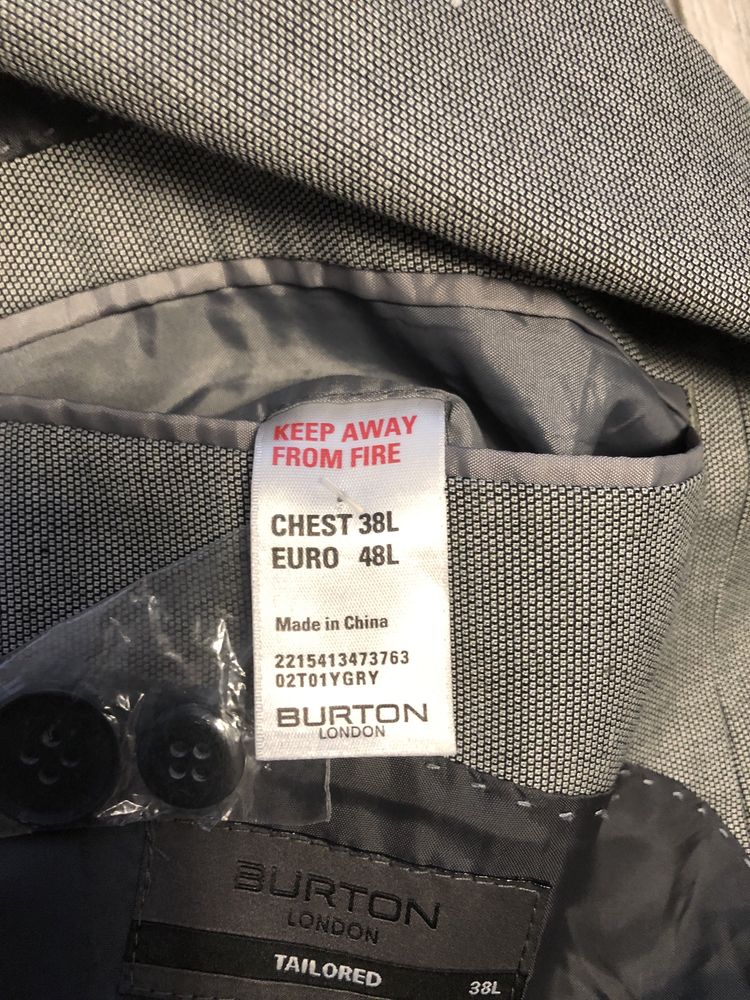 KEEP AWAY
FROM FIRE
CHEST 38L
EURO 48L
Made in China
2215413473763
02T01YGRY
BURTON
LONDON
BURTON
LONDON
TAILORED 38L